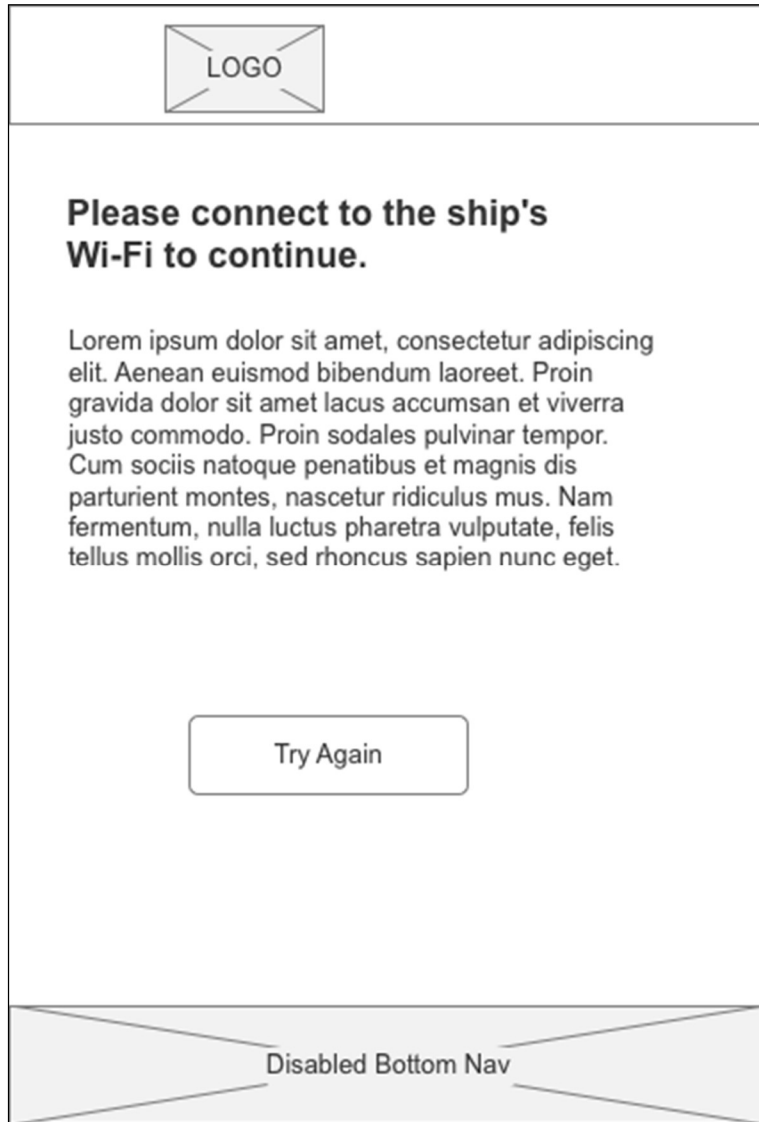 LOGO
Please connect to the ship's
Wi-Fi to continue.
Lorem ipsum dolor sit amet, consectetur adipiscing
elit. Aenean euismod bibendum laoreet. Proin
gravida dolor sit amet lacus accumsan et viverra
justo commodo. Proin sodales pulvinar tempor.
Cum sociis natoque penatibus et magnis dis
parturient montes, nascetur ridiculus mus. Nam
fermentum, nulla luctus pharetra vulputate, felis
tellus mollis orci, sed rhoncus sapien nunc eget.
Try Again
Disabled Bottom Nav